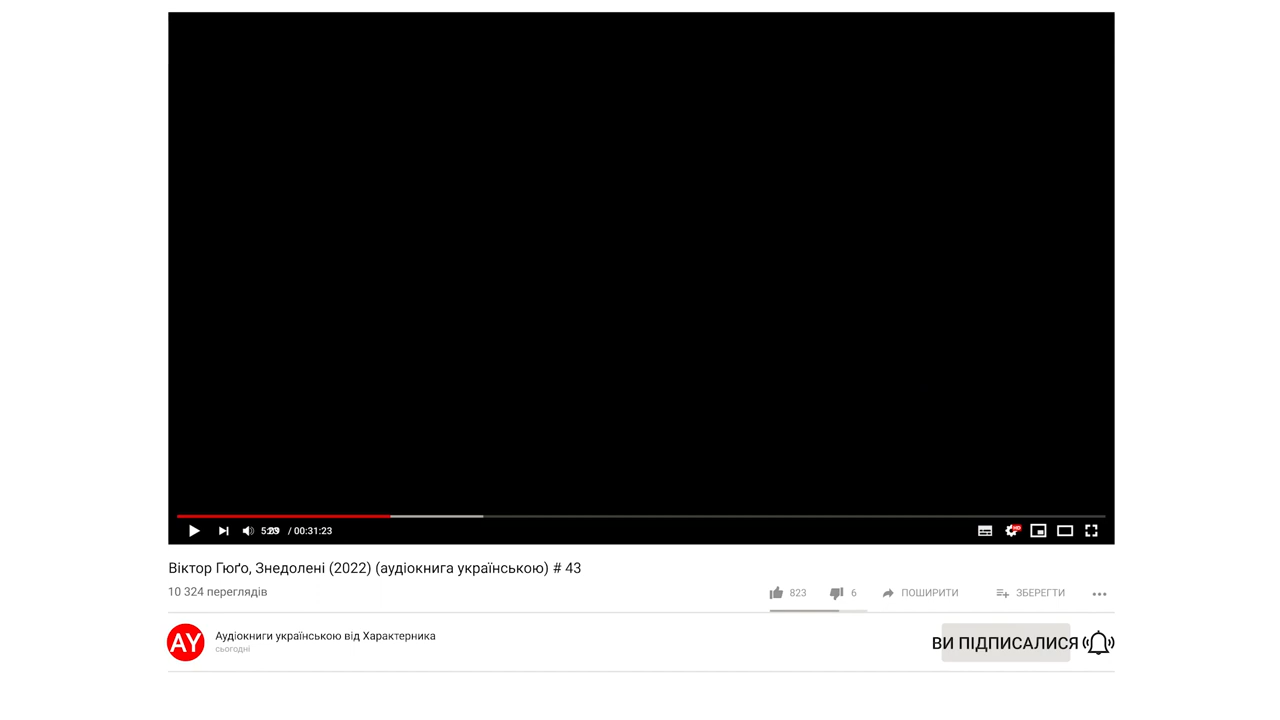 / 00:31:23
Віктор Гюґо, Знедолені (2022) (аудіокнига українською) # 43
10 324 переглядів
823
6
ПОШИРИТИ
ЗБЕРЕГТИ
АУ
Аудіокниги українською від Характерника
сьогодні
ВИ ПІДПИСАЛИСЯ